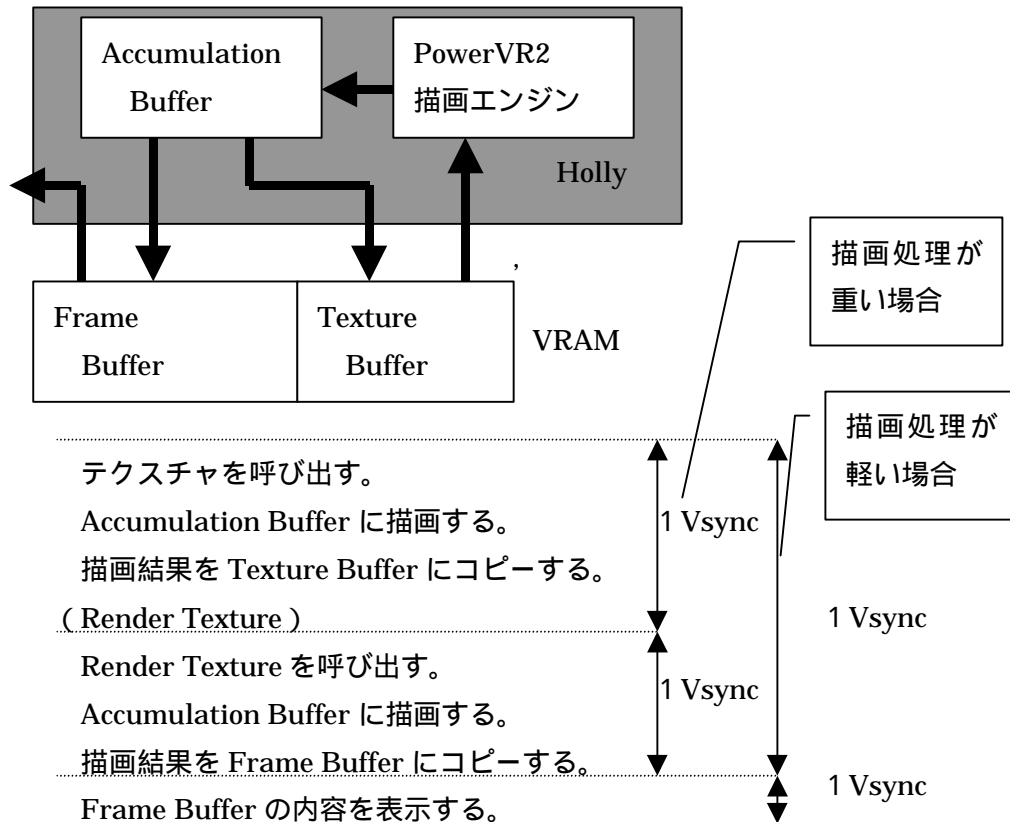 Accumulation
Buffer
PowerVR2
描画エンジン
Holly
Frame
Buffer
Texture
Buffer
,
VRAM
描画処理が
重い場合
描画処理が
軽い場合
テクスチャを呼び出す。
Accumulation Buffer に描画する。
描画結果を Texture Buffer にコピーする。
（Render Texture）
1 Vsync
1 Vsync
Render Texture を呼び出す。
Accumulation Buffer に描画する。
描画結果を Frame Buffer にコピーする。
1 Vsync
Frame Buffer の内容を表示する。
1 Vsync